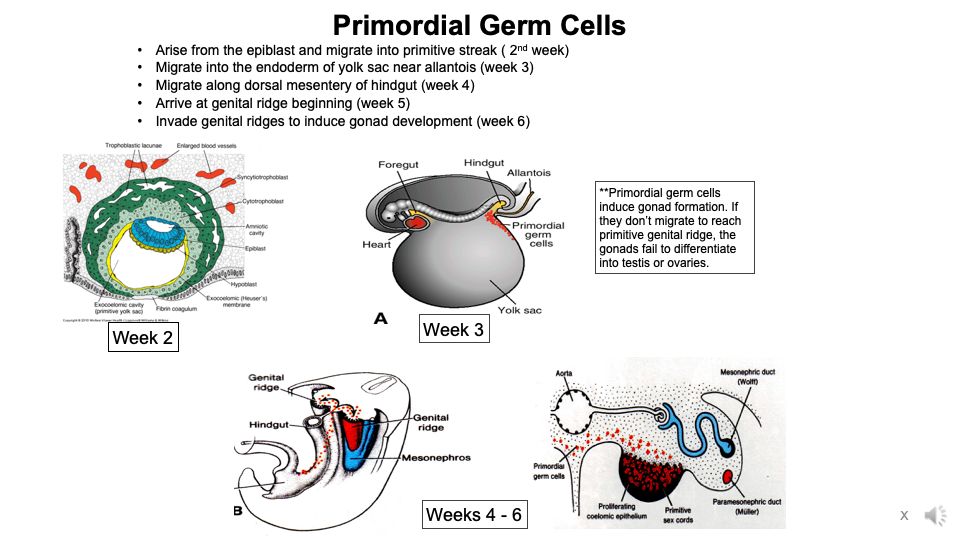 Primordial Germ Cells
• Arise from the epiblast and migrate into primitive streak ( 2nd week)
• Migrate into the endoderm of yolk sac near allantois (week 3)
• Migrate along dorsal mesentery of hindgut (week 4)
• Arrive at genital ridge beginning (week 5)
• Invade genital ridges to induce gonad development (week 6)
Trophoblastic lacunae
Enlarged blood vessels
Syncytiotrophoblast
Cytotrophoblast
Amniotic
cavity
Epiblast
Hypoblast
Exocoelomic (Heuser's)
membrane
Fibrin coagulum
Exocoelomic cavity
(primitive yolk sac)
Week 2
Foregut
Hindgut
Allantois
Primordial
germ
cells
Heart
Yolk sac
A
Week 3
**Primordial germ cells
induce gonad formation. If
they don't migrate to reach
primitive genital ridge, the
gonads fail to differentiate
into testis or ovaries.
Genital
ridge
Hindgut
Genital
ridge
Mesonephros
B
Weeks 4 - 6
Aorta
Mesonephric duct
(Wolff)
Primordial
germ cells
Proliferating
coelomic epithelium
Primitive
sex cords
Paramesonephric duct
(Müller)
X